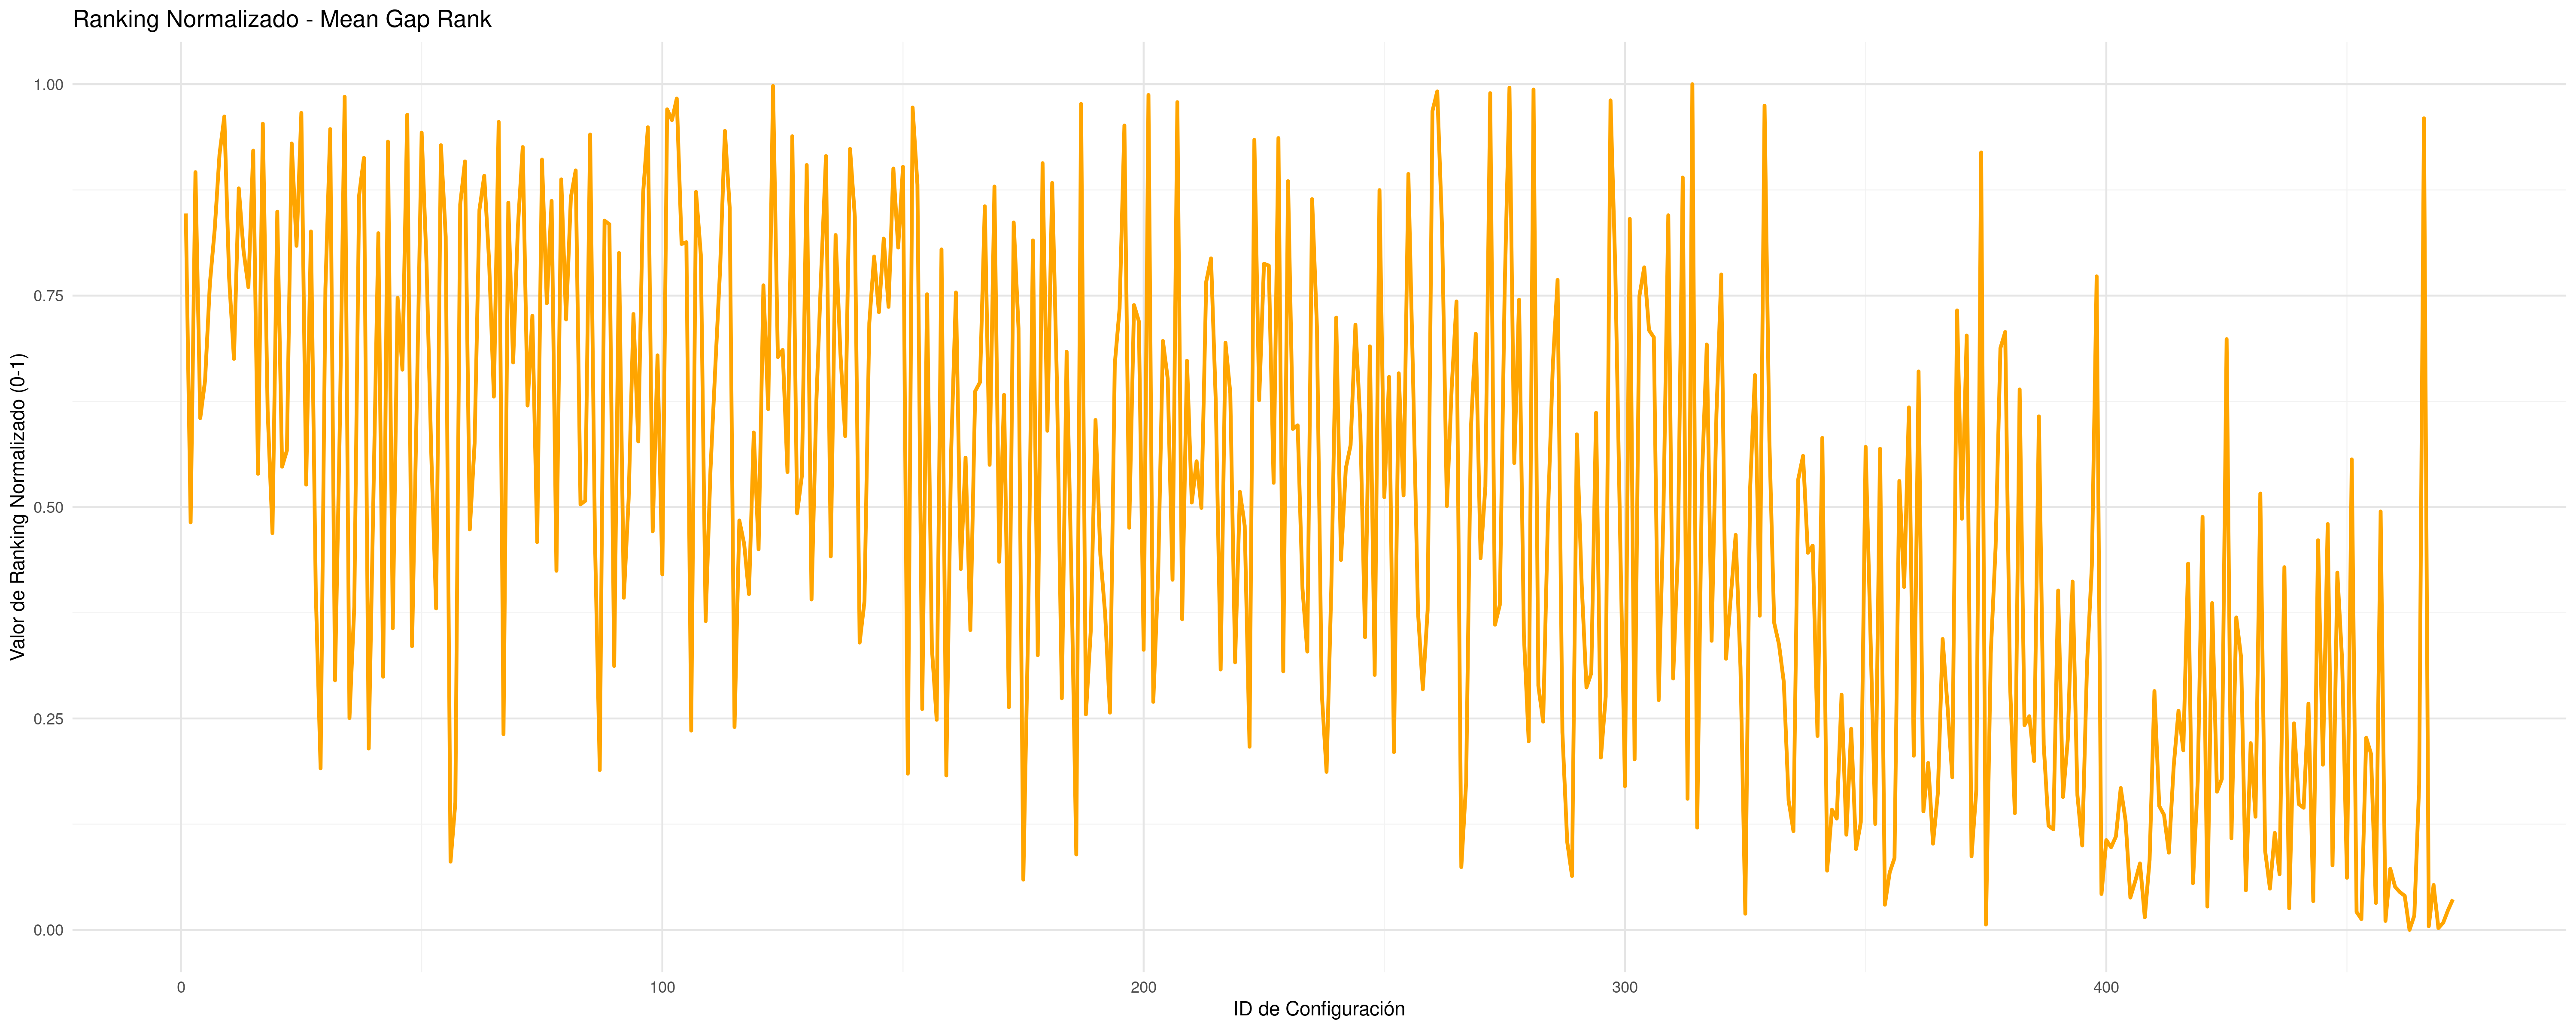 Ranking Normalizado - Mean Gap Rank
Valor de Ranking Normalizado (0-1)
1.00
0.75
0.50
0.25
0.00
0 100 200 300 400
ID de Configuración